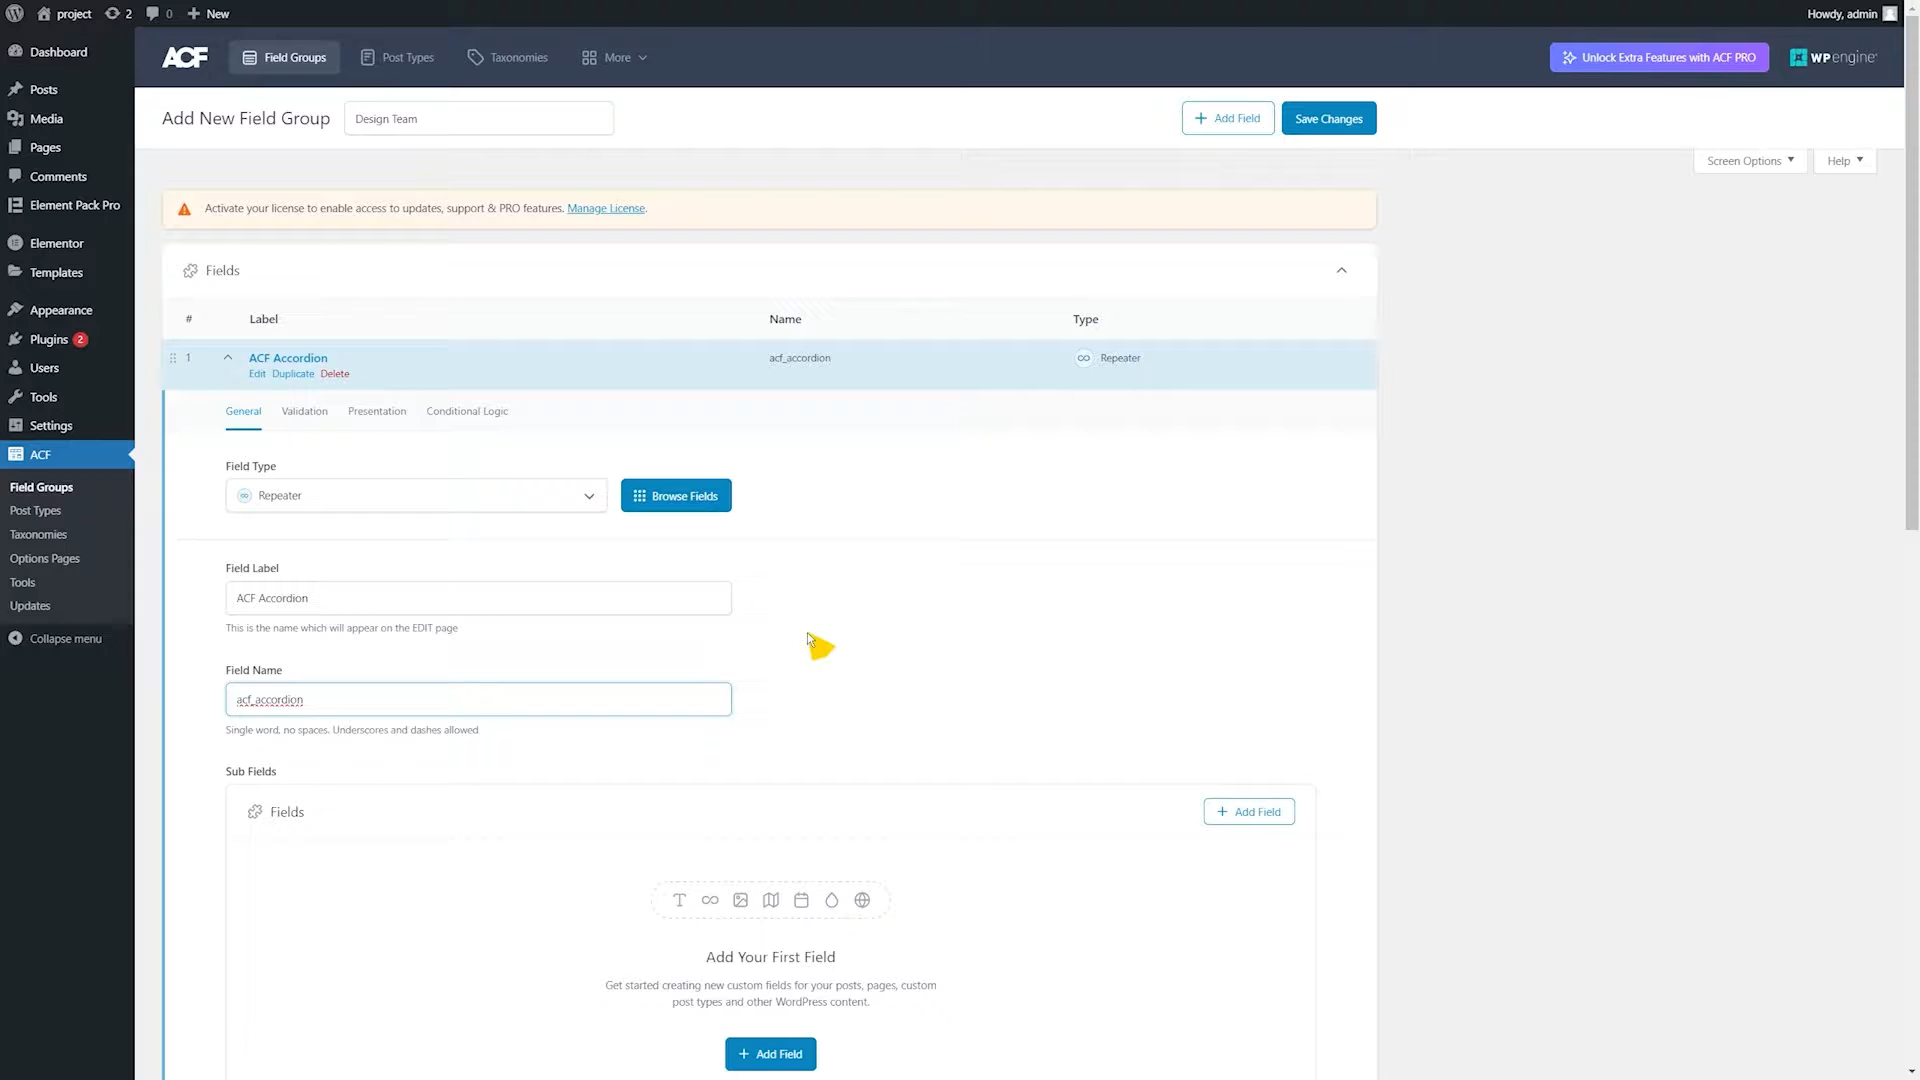 project
2
0
New
Howdy, admin
Dashboard
Posts
Media
Pages
Comments
Element Pack Pro
Elementor
Templates
Appearance
Plugins 2
Users
Tools
Settings
ACF
Field Groups
Post Types
Taxonomies
Options Pages
Tools
Updates
Collapse menu
ACF
Field Groups
Post Types
Taxonomies
More
Unlock Extra Features with ACF PRO
WP engine
Add New Field Group
Design Team
+ Add Field
Save Changes
Screen Options
Help
Activate your license to enable access to updates, support & PRO features. Manage License.
Fields
# Label Name Type
1 ACF Accordion acf_accordion Repeater
Edit Duplicate Delete
General Validation Presentation Conditional Logic
Field Type
Repeater
Browse Fields
Field Label
ACF Accordion
This is the name which will appear on the EDIT page
Field Name
acf_accordion
Single word, no spaces. Underscores and dashes allowed
Sub Fields
Fields
+ Add Field
Add Your First Field
Get started creating new custom fields for your posts, pages, custom
post types and other WordPress content.
+ Add Field